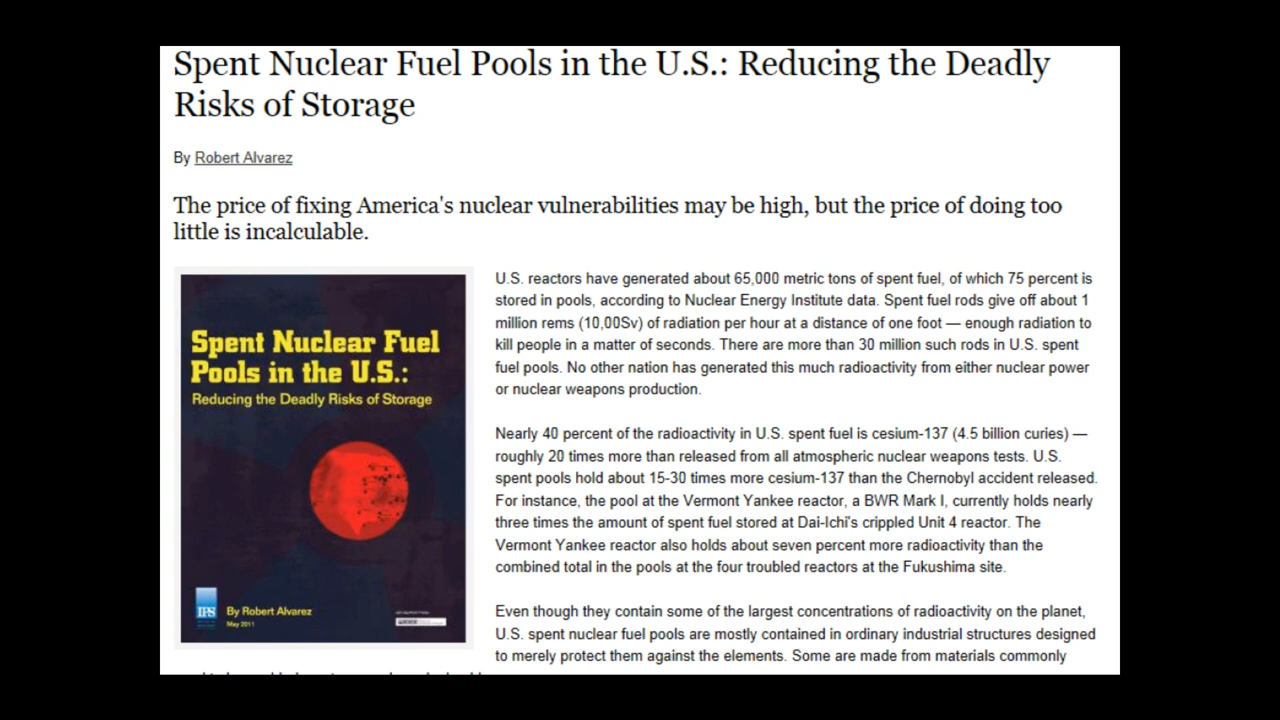 Spent Nuclear Fuel Pools in the U.S.: Reducing the Deadly
Risks of Storage
By Robert Alvarez
The price of fixing America's nuclear vulnerabilities may be high, but the price of doing too
little is incalculable.
Spent Nuclear Fuel
Pools in the U.S.:
Reducing the Deadly Risks of Storage
IPS
By Robert Alvarez
May 2011
U.S. reactors have generated about 65,000 metric tons of spent fuel, of which 75 percent is
stored in pools, according to Nuclear Energy Institute data. Spent fuel rods give off about 1
million rems (10,00Sv) of radiation per hour at a distance of one foot — enough radiation to
kill people in a matter of seconds. There are more than 30 million such rods in U.S. spent
fuel pools. No other nation has generated this much radioactivity from either nuclear power
or nuclear weapons production.
Nearly 40 percent of the radioactivity in U.S. spent fuel is cesium-137 (4.5 billion curies) —
roughly 20 times more than released from all atmospheric nuclear weapons tests. U.S.
spent pools hold about 15-30 times more cesium-137 than the Chernobyl accident released.
For instance, the pool at the Vermont Yankee reactor, a BWR Mark I, currently holds nearly
three times the amount of spent fuel stored at Dai-Ichi's crippled Unit 4 reactor. The
Vermont Yankee reactor also holds about seven percent more radioactivity than the
combined total in the pools at the four troubled reactors at the Fukushima site.
Even though they contain some of the largest concentrations of radioactivity on the planet,
U.S. spent nuclear fuel pools are mostly contained in ordinary industrial structures designed
to merely protect them against the elements. Some are made from materials commonly